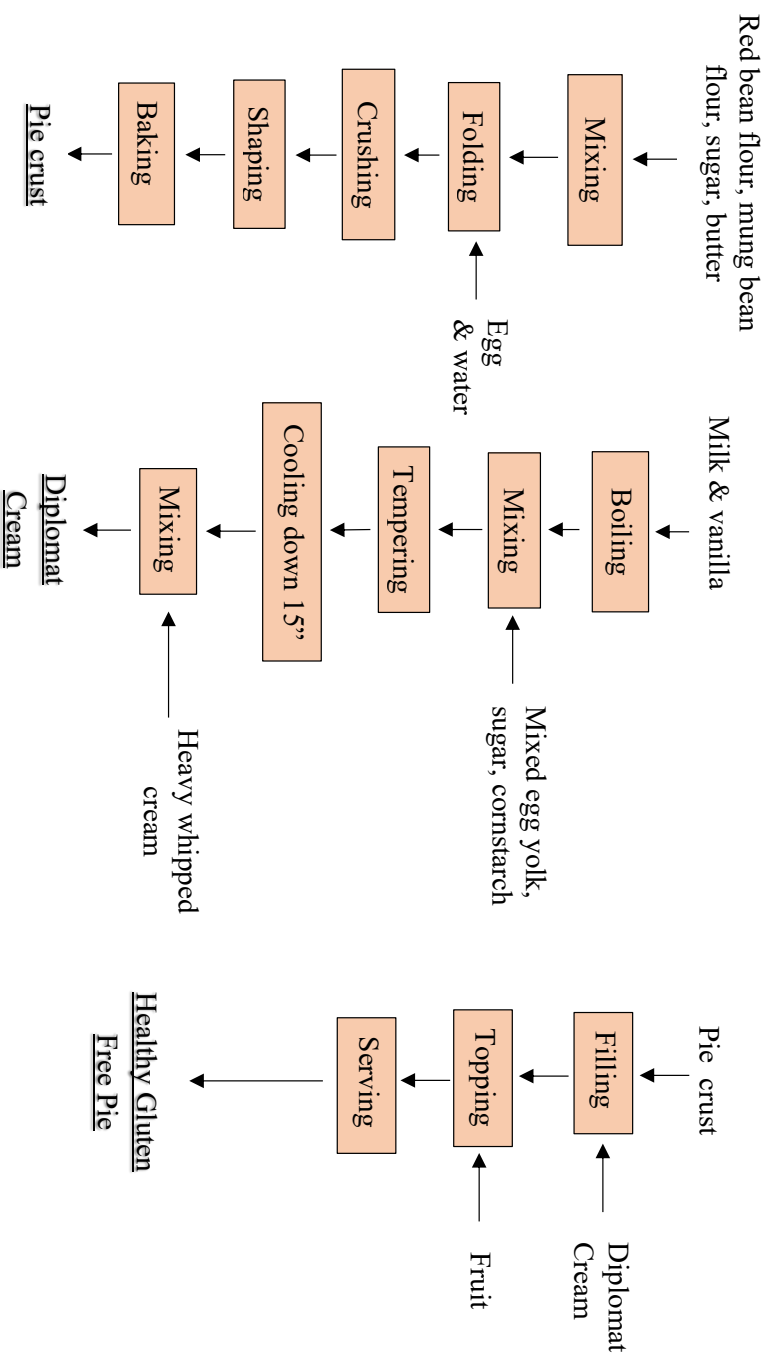 Red bean flour, mung bean
flour, sugar, butter
Mixing
Folding
Egg
& water
Crushing
Shaping
Baking
Pie crust
Milk & vanilla
Boiling
Mixing
Mixed egg yolk,
sugar, cornstarch
Tempering
Cooling down 15”
Mixing
Heavy whipped
cream
Diplomat
Cream
Pie crust
Filling
Diplomat
Cream
Topping
Fruit
Serving
Healthy Gluten
Free Pie